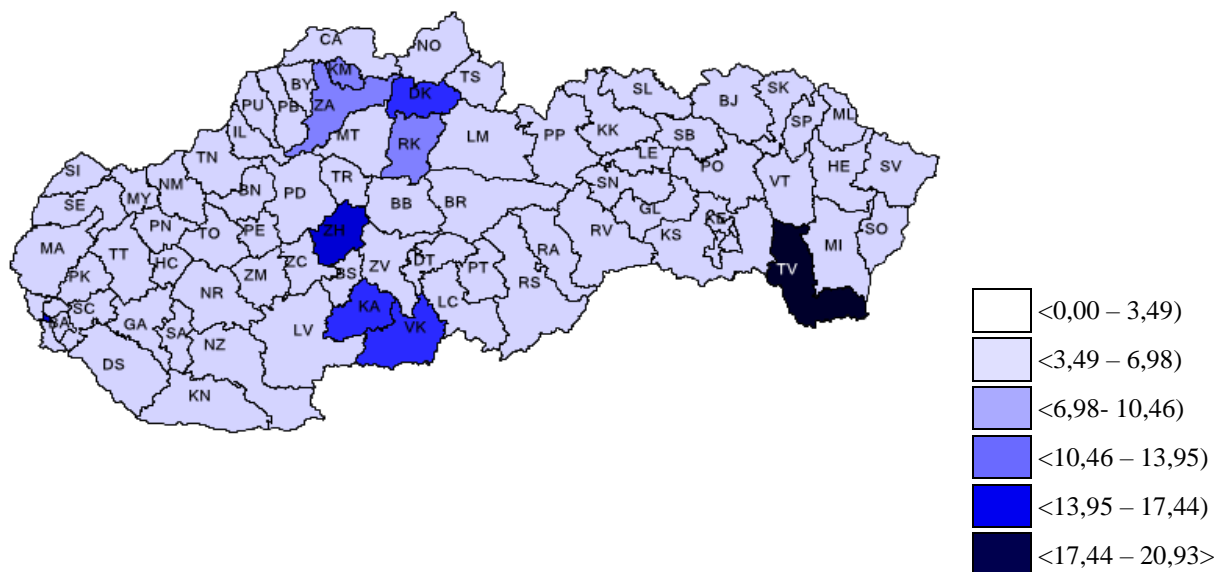 CA
NO
KM
BY
TS
PU
PB
ZA
DK
SL
BJ
SK
IL
MT
RK
LM
PP
KK
SB
SP
ML
TN
LE
PO
HE
SV
SI
NM
BN
PD
TR
SN
VT
SE
MY
BB
BR
GL
PN
TO
PE
ZH
RV
KS
KE
SO
MA
TT
HC
ZC
ZV
DT
RA
MI
PK
ZM
BS
PT
TV
NR
RS
SC
KA
LC
BA
GA
SA
LV
VK
NZ
DS
KN
<0,00 – 3,49)
<3,49 – 6,98)
<6,98- 10,46)
<10,46 – 13,95)
<13,95 – 17,44)
<17,44 – 20,93>